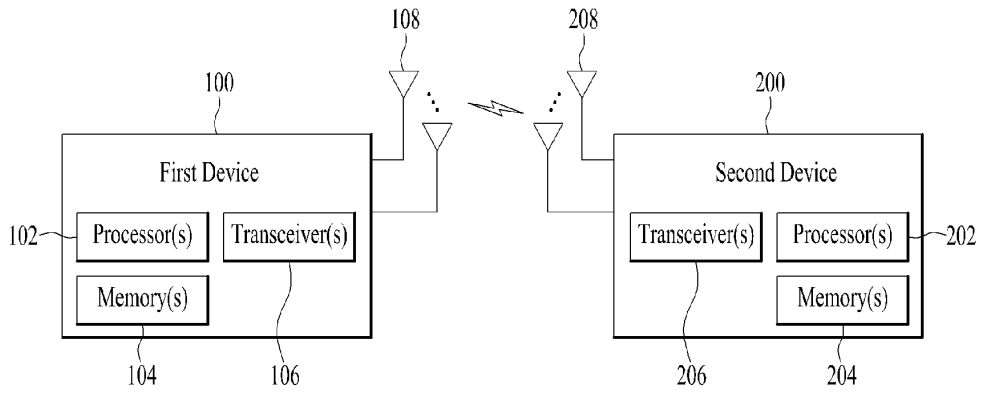 108
208
100
200
First Device
Second Device
102
Processor(s)
Transceiver(s)
Transceiver(s)
Processor(s)
202
Memory(s)
Memory(s)
104
106
206
204